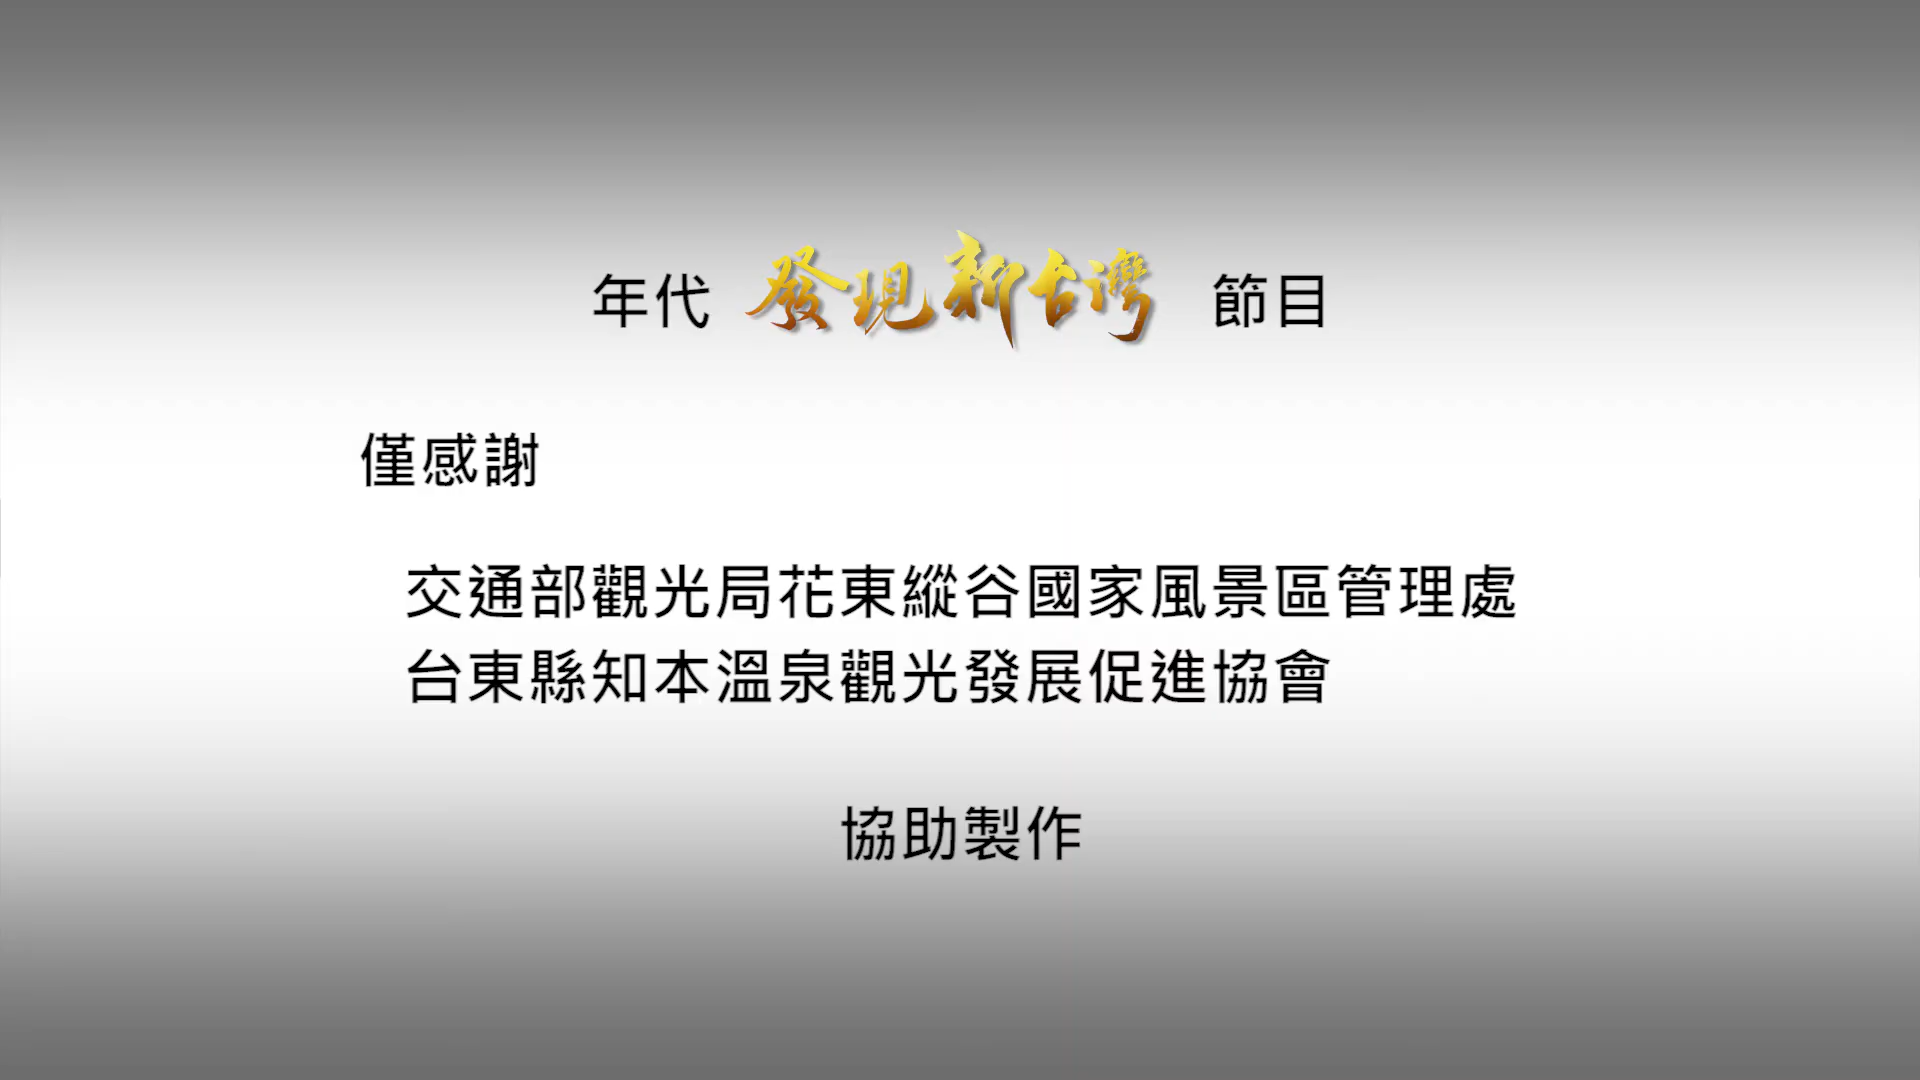 年代 發現新台灣 節目
僅感謝
交通部觀光局花東縱谷國家風景區管理處
台東縣知本溫泉觀光發展促進協會
協助製作